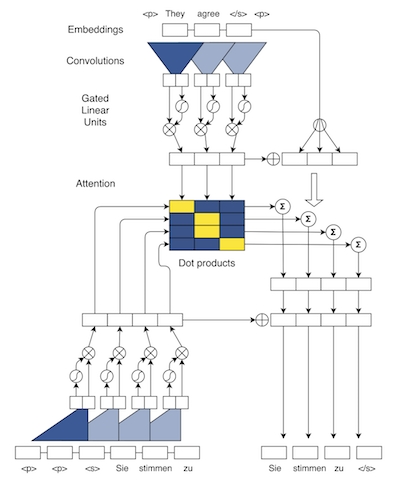 <p> They agree </s> <p>
Embeddings
Convolutions
Gated
Linear
Units
Attention
Σ
Σ
Σ
Σ
Dot products
<p> <p> <s> Sie stimmen zu
Sie stimmen zu </s>